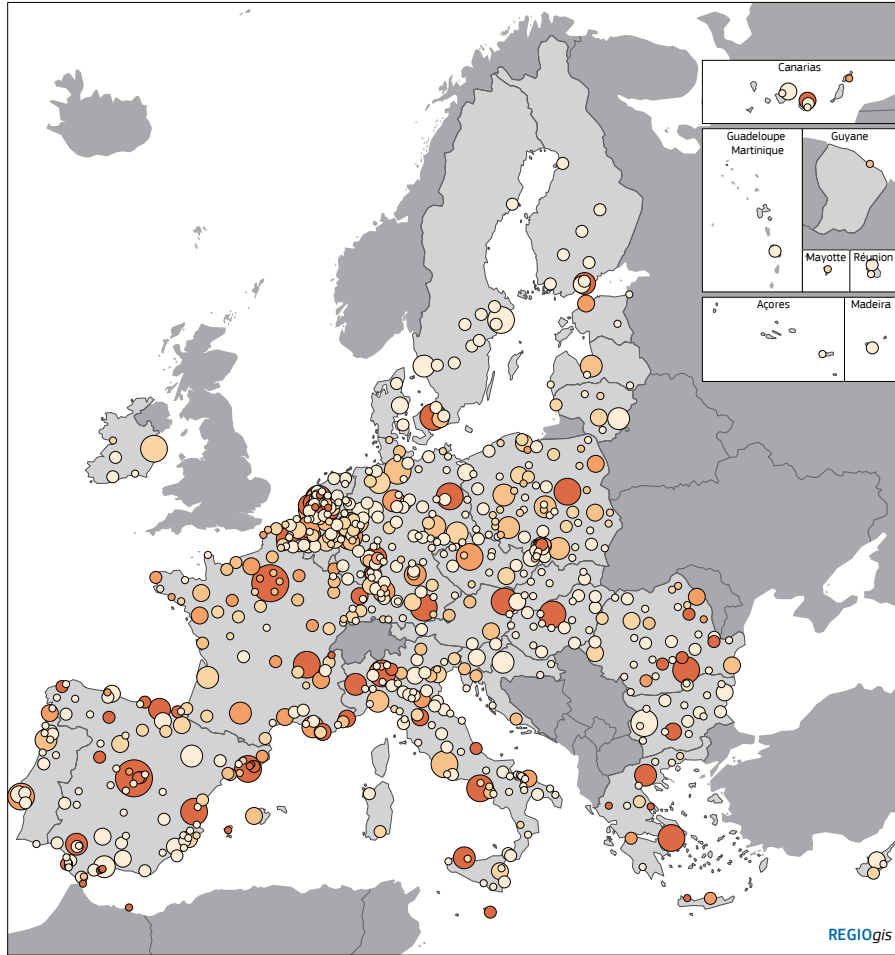 Canarias
Guadeloupe
Martinique
Guyane
Mayotte
Réunion
Açores
Madeira
REGIOgis